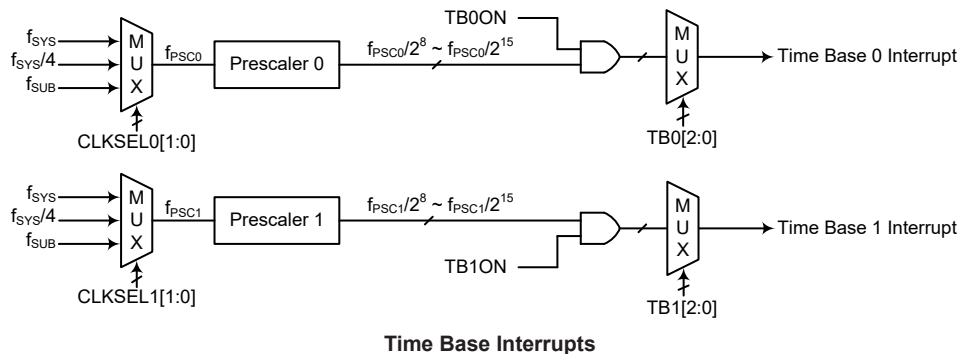 TB0ON
fSYS
fSYS/4
fSUB
M
U
X
fPSC0
Prescaler 0
fPSC0/2^8 ~ fPSC0/2^15
M
U
X
Time Base 0 Interrupt
CLKSEL0[1:0]
TB0[2:0]
fSYS
fSYS/4
fSUB
M
U
X
fPSC1
Prescaler 1
fPSC1/2^8 ~ fPSC1/2^15
M
U
X
Time Base 1 Interrupt
TB1ON
CLKSEL1[1:0]
TB1[2:0]
Time Base Interrupts